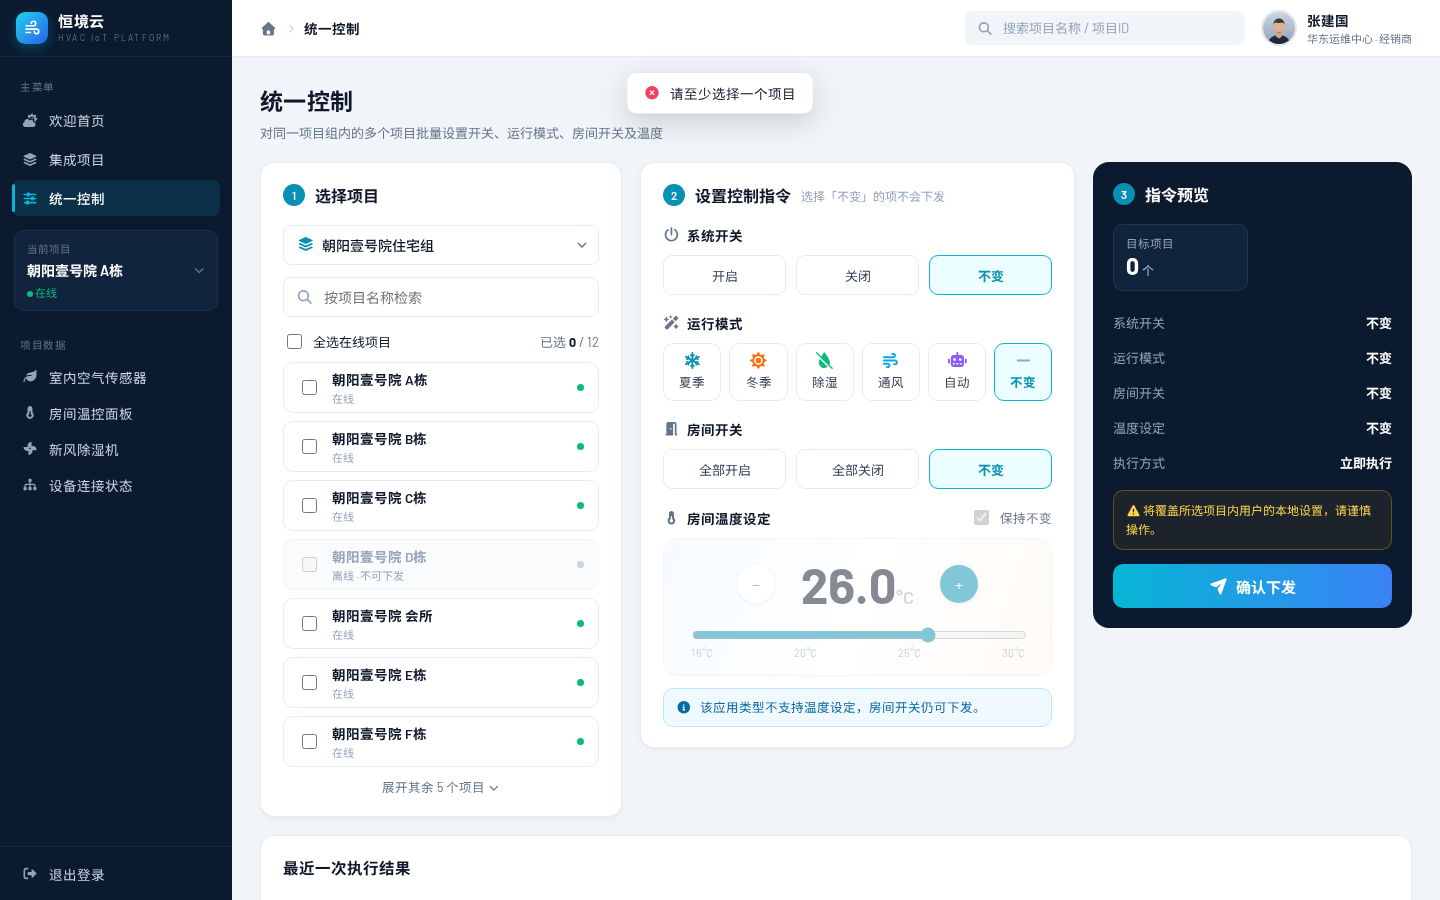 恒境云
HVAC IoT PLATFORM
主菜单
欢迎首页
集成项目
统一控制
当前项目
朝阳壹号院 A栋
在线
项目数据
室内空气传感器
房间温控面板
新风除湿机
设备连接状态
退出登录
统一控制
搜索项目名称 / 项目ID
张建国
华东运维中心 · 经销商
请至少选择一个项目
统一控制
对同一项目组内的多个项目批量设置开关、运行模式、房间开关及温度
1 选择项目
朝阳壹号院住宅组
按项目名称检索
全选在线项目 已选 0 / 12
朝阳壹号院 A栋
在线
朝阳壹号院 B栋
在线
朝阳壹号院 C栋
在线
朝阳壹号院 D栋
离线 · 不可下发
朝阳壹号院 会所
在线
朝阳壹号院 E栋
在线
朝阳壹号院 F栋
在线
展开其余 5 个项目
2 设置控制指令 选择「不变」的项不会下发
系统开关
开启 关闭 不变
运行模式
夏季 冬季 除湿 通风 自动 不变
房间开关
全部开启 全部关闭 不变
房间温度设定 保持不变
− 26.0°C +
16°C 20°C 25°C 30°C
该应用类型不支持温度设定，房间开关仍可下发。
3 指令预览
目标项目
0 个
系统开关 不变
运行模式 不变
房间开关 不变
温度设定 不变
执行方式 立即执行
将覆盖所选项目内用户的本地设置，请谨慎
操作。
确认下发
最近一次执行结果